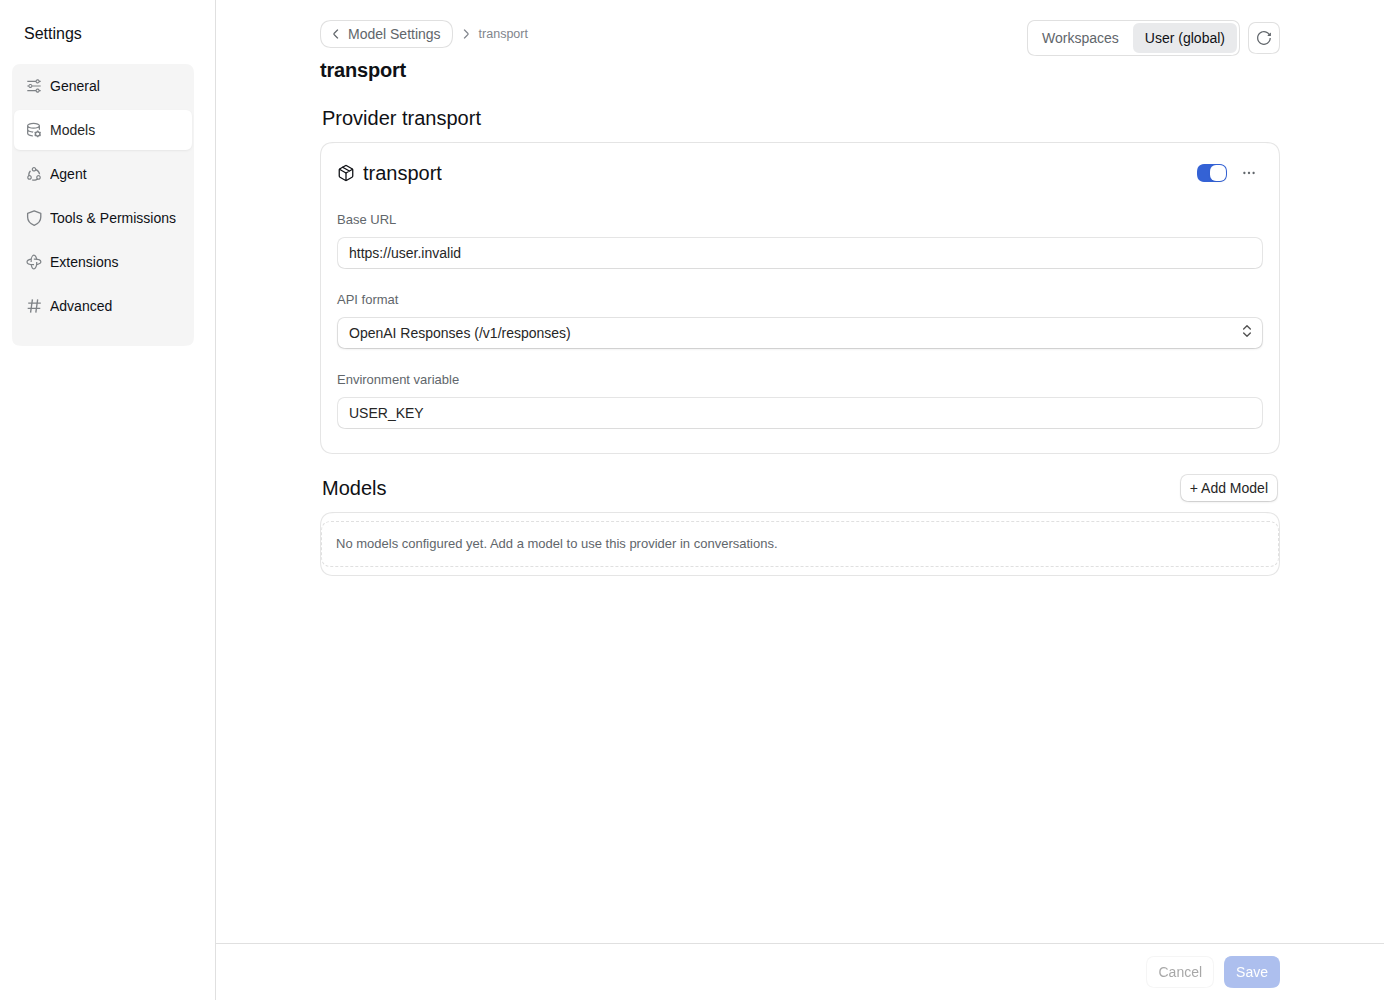 Settings
General
Models
Agent
Tools & Permissions
Extensions
Advanced
Model Settings
transport
Workspaces
User (global)
transport
Provider transport
transport
Base URL
https://user.invalid
API format
OpenAI Responses (/v1/responses)
Environment variable
USER_KEY
Models
+ Add Model
No models configured yet. Add a model to use this provider in conversations.
Cancel
Save